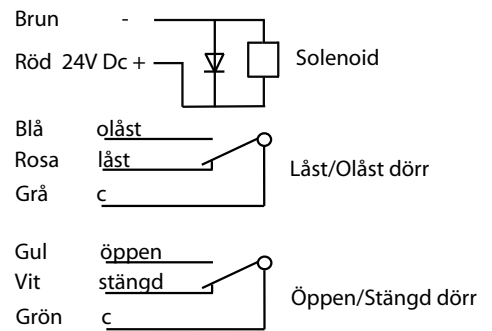 Brun -
Röd 24V Dc +
Solenoid
Blå olåst
Rosa låst
Grå c
Låst/Olåst dörr
Gul öppen
Vit stängd
Grön c
Öppen/Stängd dörr